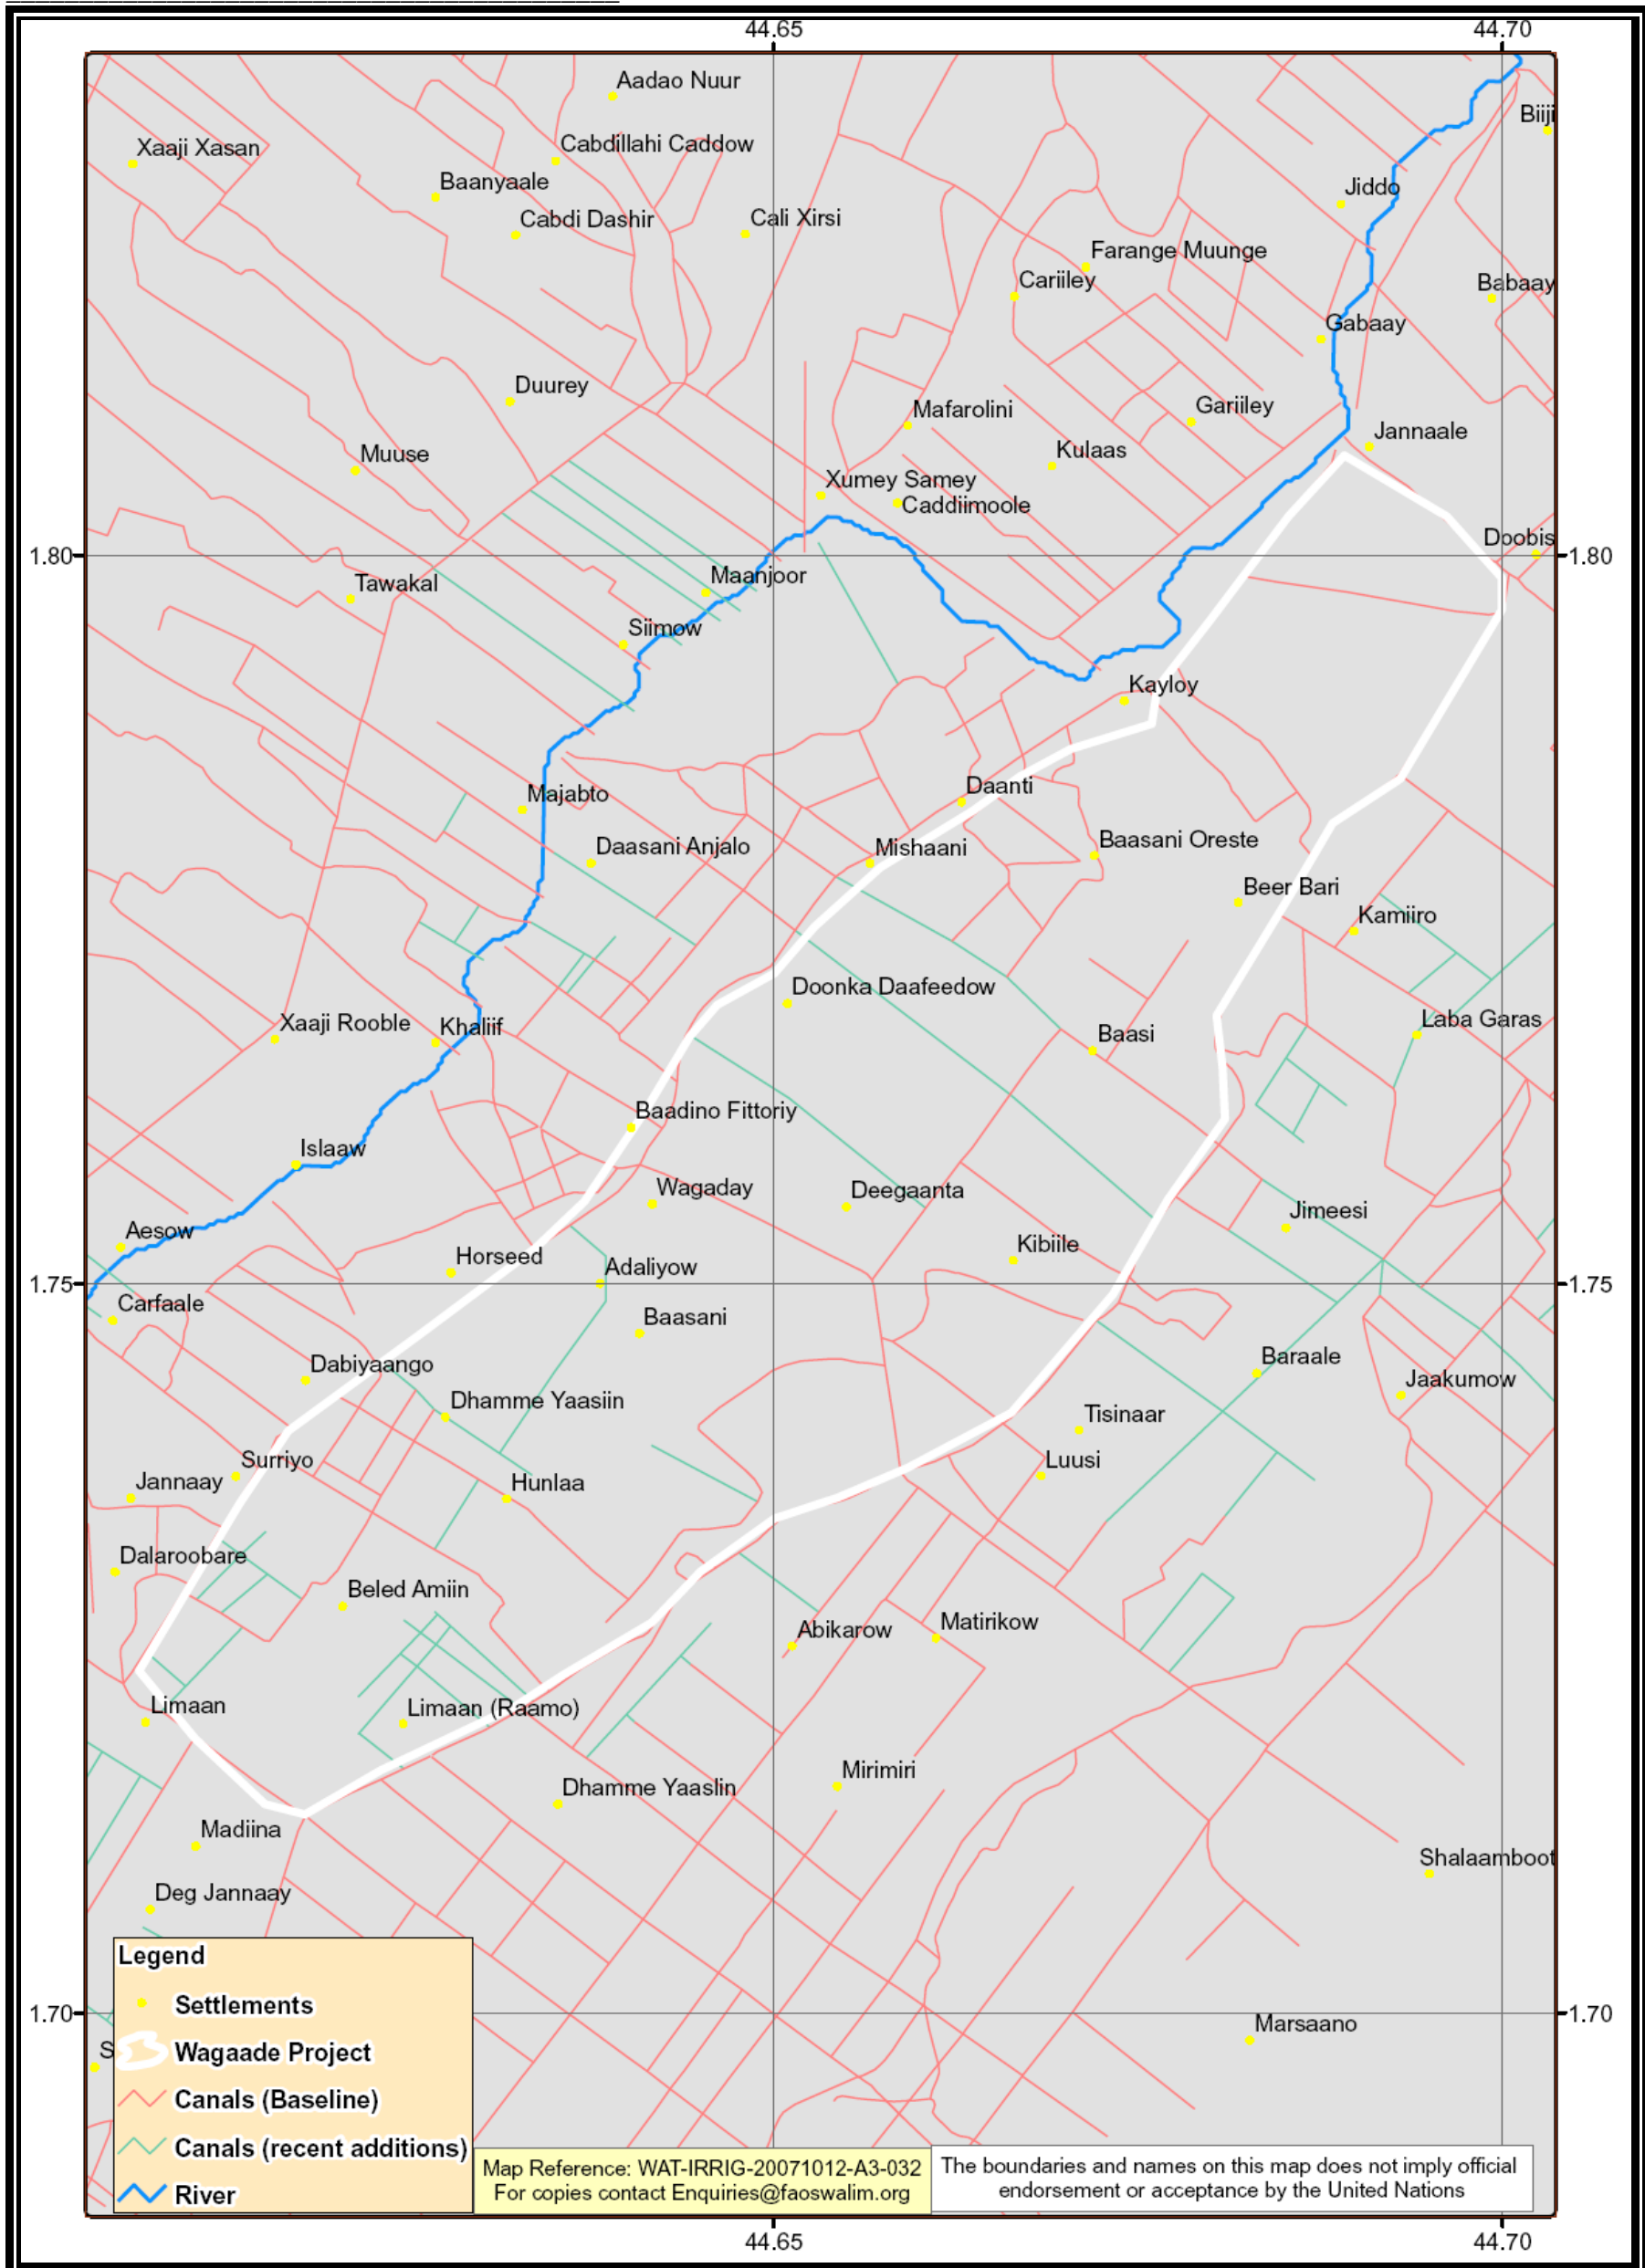 44.65 44.70
Aadao Nuur
Biiji
Cabdillahi Caddow
Xaaji Xasan
Baanyaale
Jiddo
Cabdi Dashir
Cali Xirsi
Farange Muunge
Cariiley
Babaay
Gabaay
Duurey
Mafarolini
Gariiley
Jannaale
Muuse
Kulaas
Xumey Samey
Caddiimoole
1.80 1.80
Doobis
Maanjoor
Tawakal
Siimow
Kayloy
Daanti
Majabto
Daasani Anjalo
Mishaani
Baasani Oreste
Beer Bari
Kamiiro
Doonka Daafeedow
Laba Garas
Xaaji Rooble
Khaliif
Baasi
Baadino Fittoriy
Islaaw
Wagaday
Deegaanta
Jimeesi
Aesow
Kibiile
Horseed
Adaliyow
1.75 1.75
Carfaale
Baasani
Baraale
Dabiyaango
Jaakumow
Dhamme Yaasiin
Tisinaar
Surriyo
Luusi
Jannaay
Hunlaa
Dalaroobare
Beled Amiin
Abikarow
Matirikow
Limaan
Limaan (Raamo)
Mirimiri
Dhamme Yaaslin
Madiina
Shalaamboot
Deg Jannaay
1.70 1.70
Marsaano
S
Legend
Settlements
Wagaade Project
Canals (Baseline)
Canals (recent additions)
River
Map Reference: WAT-IRRIG-20071012-A3-032
For copies contact Enquiries@faoswalim.org
The boundaries and names on this map does not imply official
endorsement or acceptance by the United Nations
44.65 44.70